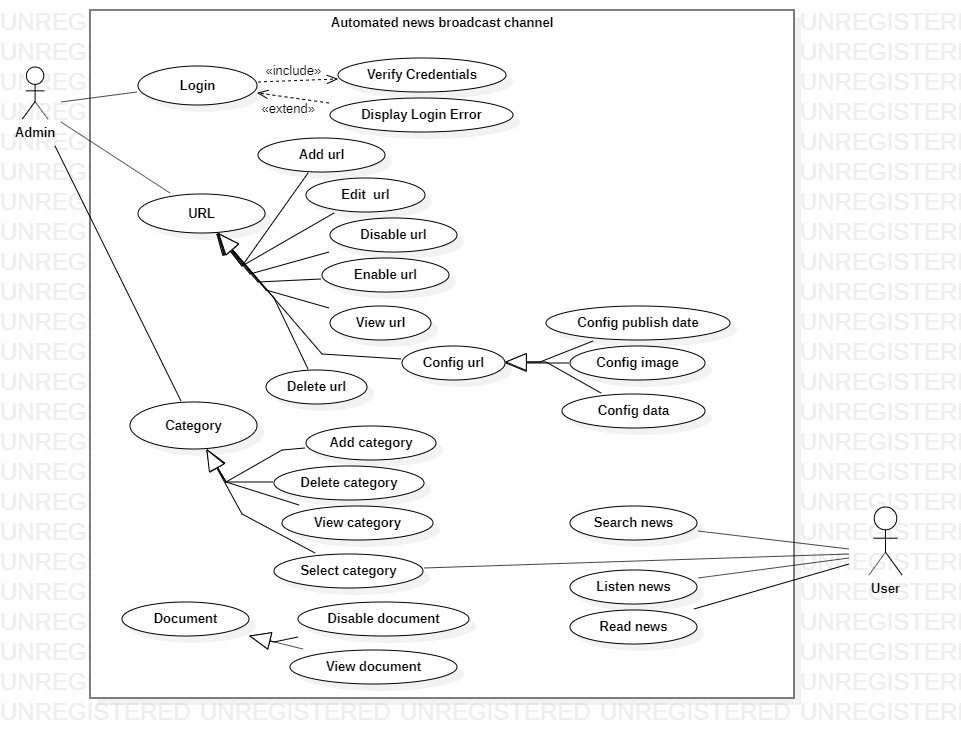 Automated news broadcast channel
Admin
Login
«include»
Verify Credentials
«extend»
Display Login Error
Add url
Edit  url
URL
Disable url
Enable url
View url
Config publish date
Config url
Config image
Delete url
Config data
Category
Add category
Delete category
View category
Search news
Select category
Listen news
User
Document
Disable document
Read news
View document
UNREGISTERED UNREGISTERED UNREGISTERED UNREGISTERED UNREGISTERE